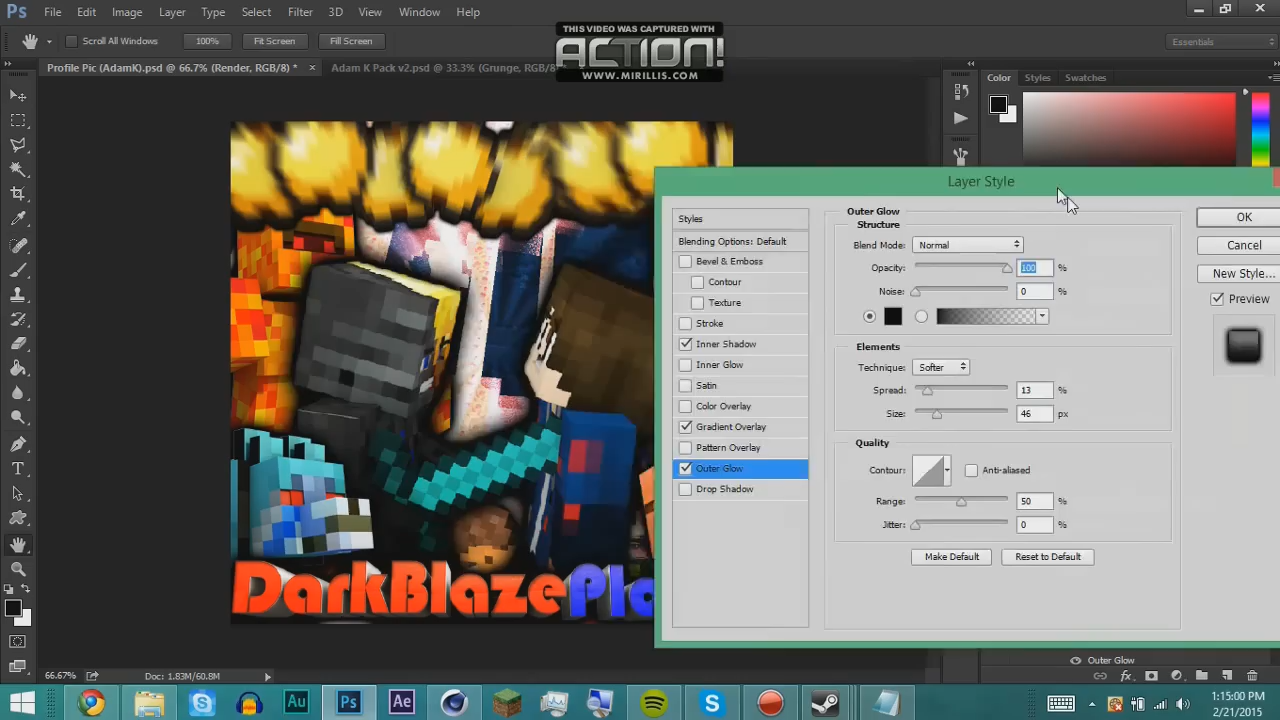 Ps File Edit Image Layer Type Select Filter 3D View Window Help
THIS VIDEO WAS CAPTURED WITH
ACTION!
WWW.MIRILLIS.COM
Scroll All Windows 100% Fit Screen Fill Screen Essentials
Profile Pic (AdamK).psd @ 66.7% (Render, RGB/8) * × Adam K Pack v2.psd @ 33.3% (Grunge, RGB/8)
Color Styles Swatches
Layer Style
Styles
Blending Options: Default
Bevel & Emboss
Contour
Texture
Stroke
Inner Shadow
Inner Glow
Satin
Color Overlay
Gradient Overlay
Pattern Overlay
Outer Glow
Drop Shadow
Outer Glow
Structure
Blend Mode: Normal
Opacity: 100 %
Noise: 0 %
Elements
Technique: Softer
Spread: 13 %
Size: 46 px
Quality
Contour: Anti-aliased
Range: 50 %
Jitter: 0 %
Make Default Reset to Default
OK
Cancel
New Style...
Preview
DarkBlazePla
Outer Glow
66.67% Doc: 1.83M/60.8M
fx
Au Ps Ae
1:15:00 PM
2/21/2015